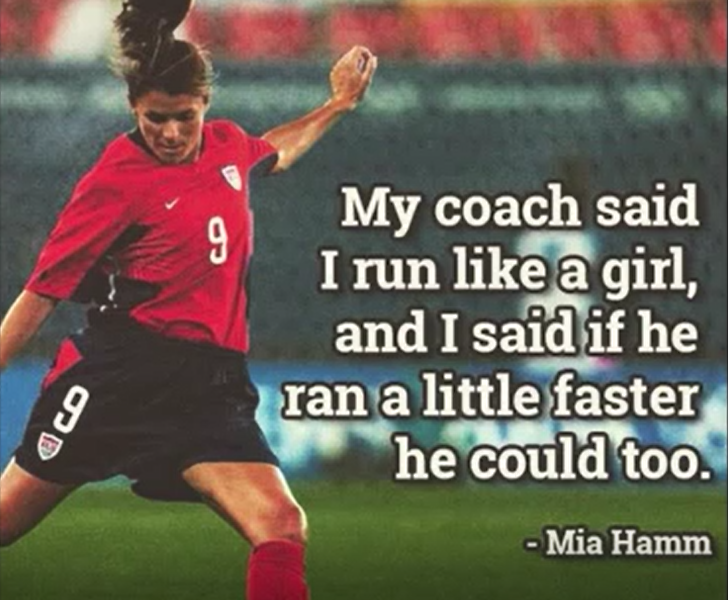 My coach said
I run like a girl,
and I said if he
ran a little faster
he could too.
- Mia Hamm
9
9